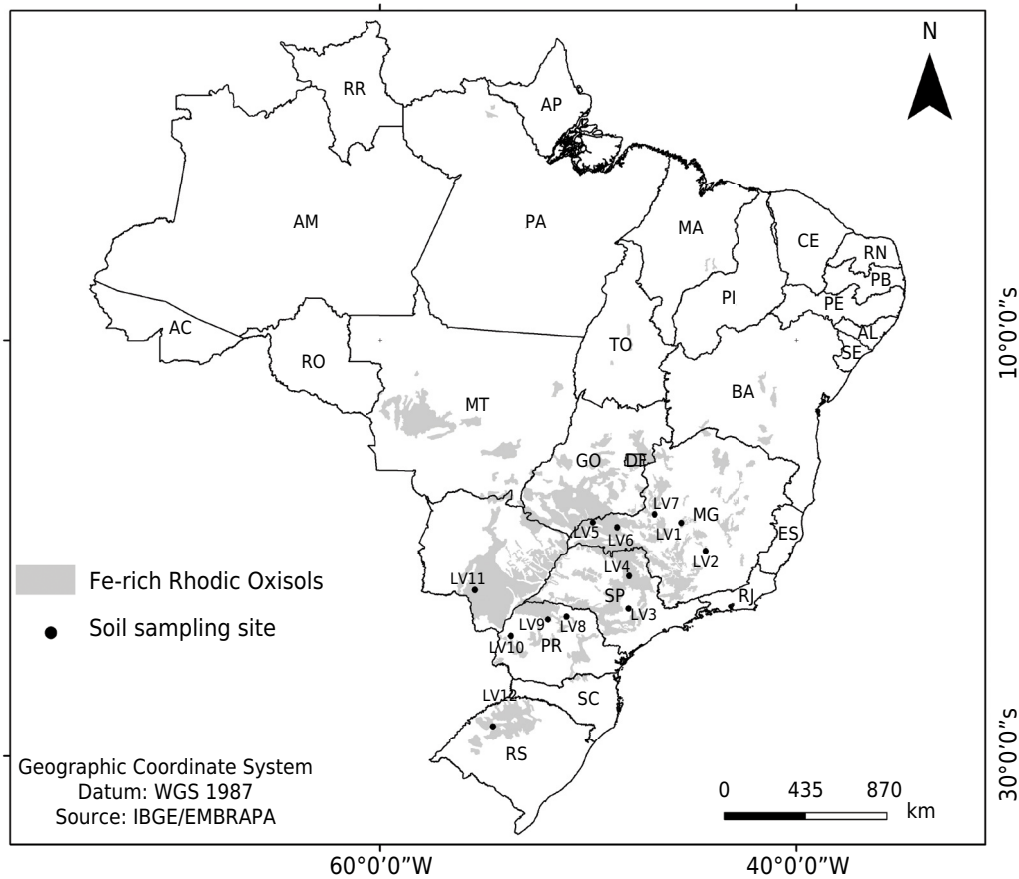 N
RR
AP
AM
PA
MA
CE
RN
PB
PI
PE
AC
AL
TO
SE
RO
BA
MT
GO
DF
LV7
MG
LV5
LV6
LV1
ES
LV2
LV4
LV11
Fe-rich Rhodic Oxisols
SP
RJ
LV3
Soil sampling site
LV9
LV8
LV10
PR
LV12
SC
RS
Geographic Coordinate System
Datum: WGS 1987
Source: IBGE/EMBRAPA
0 435 870
km
10°0'0"s
30°0'0"s
60°0'0"W
40°0'0"W